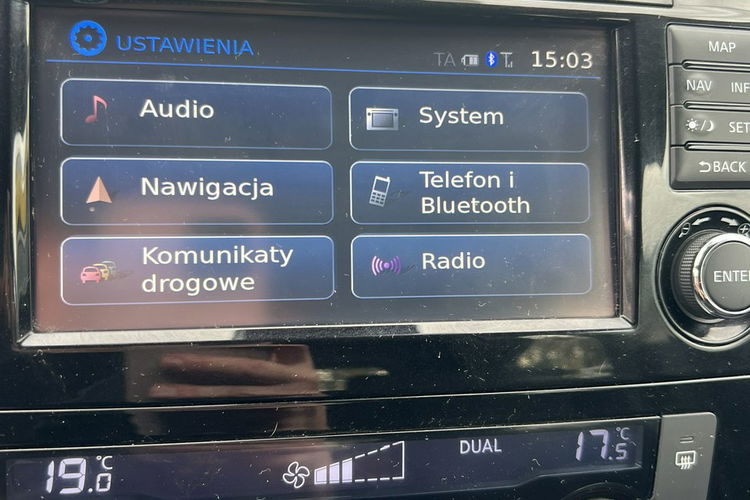 USTAWIENIA
TA 15:03
Audio
System
Nawigacja
Telefon i
Bluetooth
Komunikaty
drogowe
Radio
MAP
NAV
BACK
DUAL
19.0 °C
17.5 °C